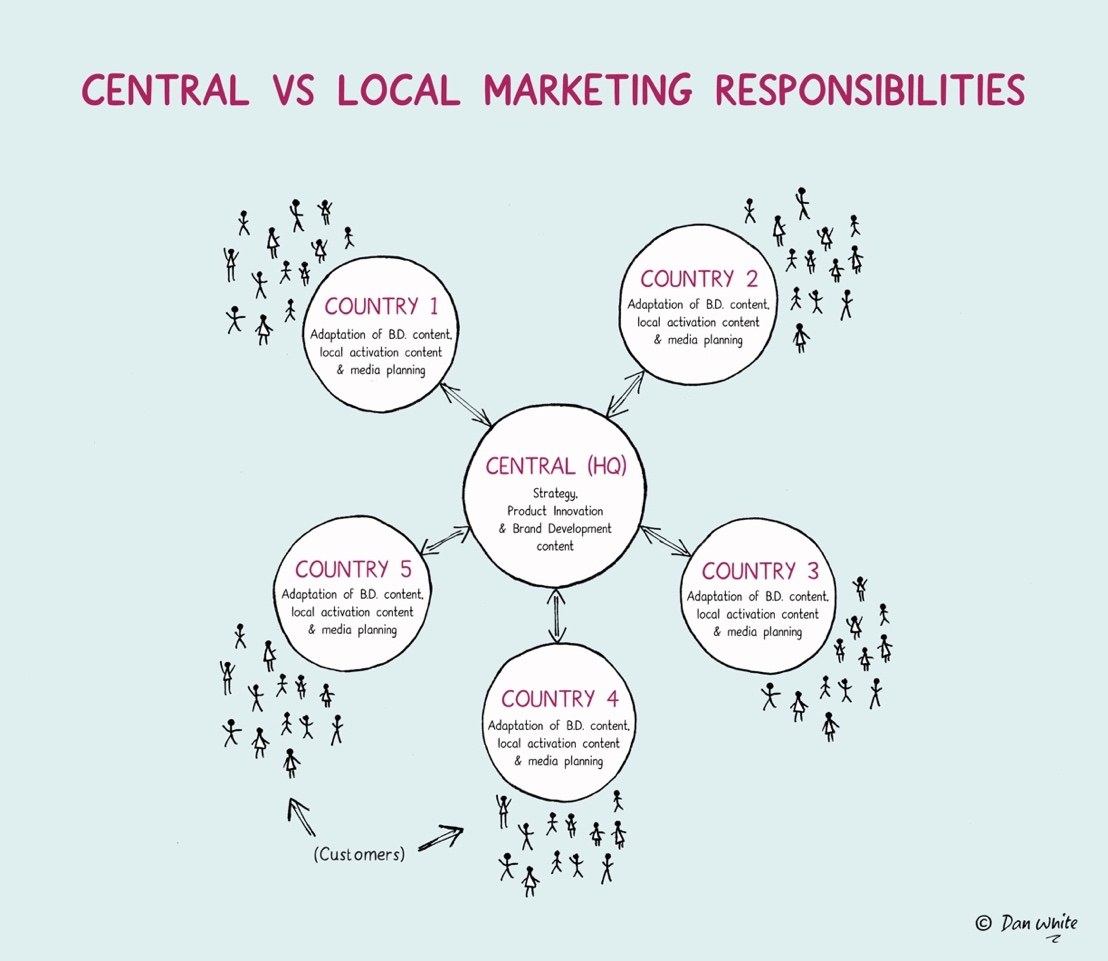 CENTRAL VS LOCAL MARKETING RESPONSIBILITIES
COUNTRY 1
Adaptation of B.D. content,
local activation content
& media planning
COUNTRY 2
Adaptation of B.D. content,
local activation content
& media planning
CENTRAL (HQ)
Strategy,
Product Innovation
& Brand Development
content
COUNTRY 5
Adaptation of B.D. content,
local activation content
& media planning
COUNTRY 3
Adaptation of B.D. content,
local activation content
& media planning
COUNTRY 4
Adaptation of B.D. content,
local activation content
& media planning
(Customers)
© Dan White